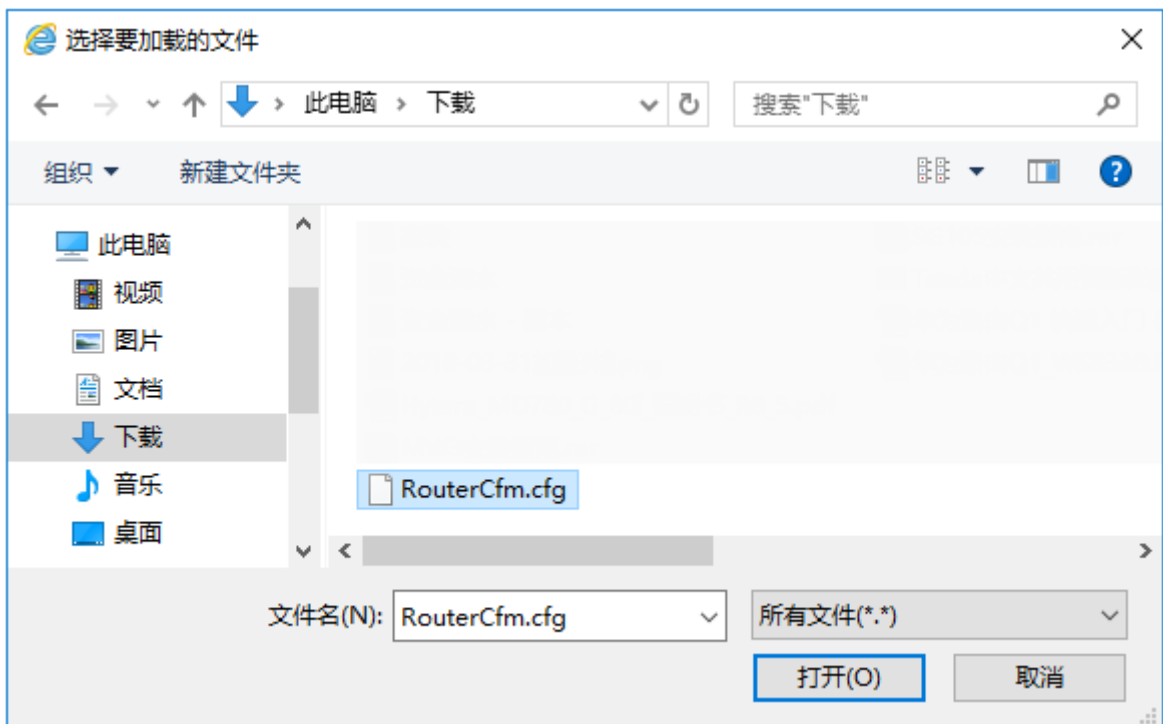 选择要加载的文件
此电脑 > 下载
搜索"下载"
组织
新建文件夹
此电脑
视频
图片
文档
下载
音乐
桌面
RouterCfm.cfg
文件名(N): RouterCfm.cfg
所有文件(*.*)
打开(O)
取消